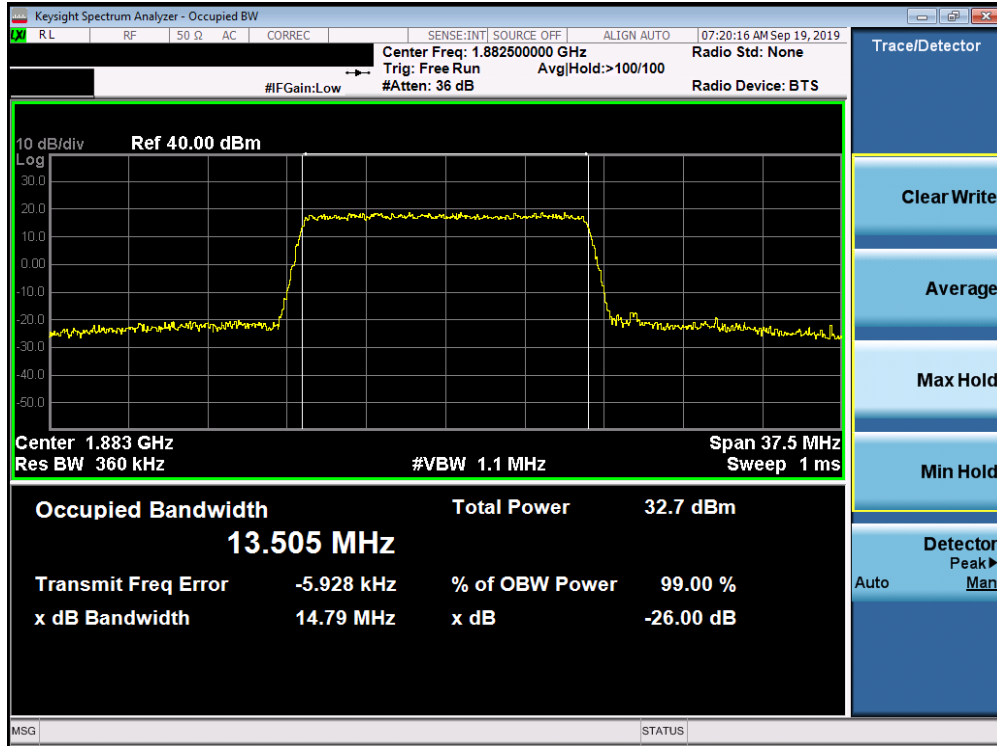 Keysight Spectrum Analyzer - Occupied BW
LXI RL RF 50 Ω AC CORREC SENSE:INT SOURCE OFF ALIGN AUTO 07:20:16 AM Sep 19, 2019
Center Freq: 1.882500000 GHz Radio Std: None
Trig: Free Run Avg|Hold:>100/100
#IFGain:Low #Atten: 36 dB Radio Device: BTS
10 dB/div Ref 40.00 dBm
Log
30.0
20.0
10.0
0.00
-10.0
-20.0
-30.0
-40.0
-50.0
Center 1.883 GHz Span 37.5 MHz
Res BW 360 kHz #VBW 1.1 MHz Sweep 1 ms
Occupied Bandwidth Total Power 32.7 dBm
13.505 MHz
Transmit Freq Error -5.928 kHz % of OBW Power 99.00 %
x dB Bandwidth 14.79 MHz x dB -26.00 dB
MSG STATUS
Trace/Detector
Clear Write
Average
Max Hold
Min Hold
Detector
Peak▶
Auto Man